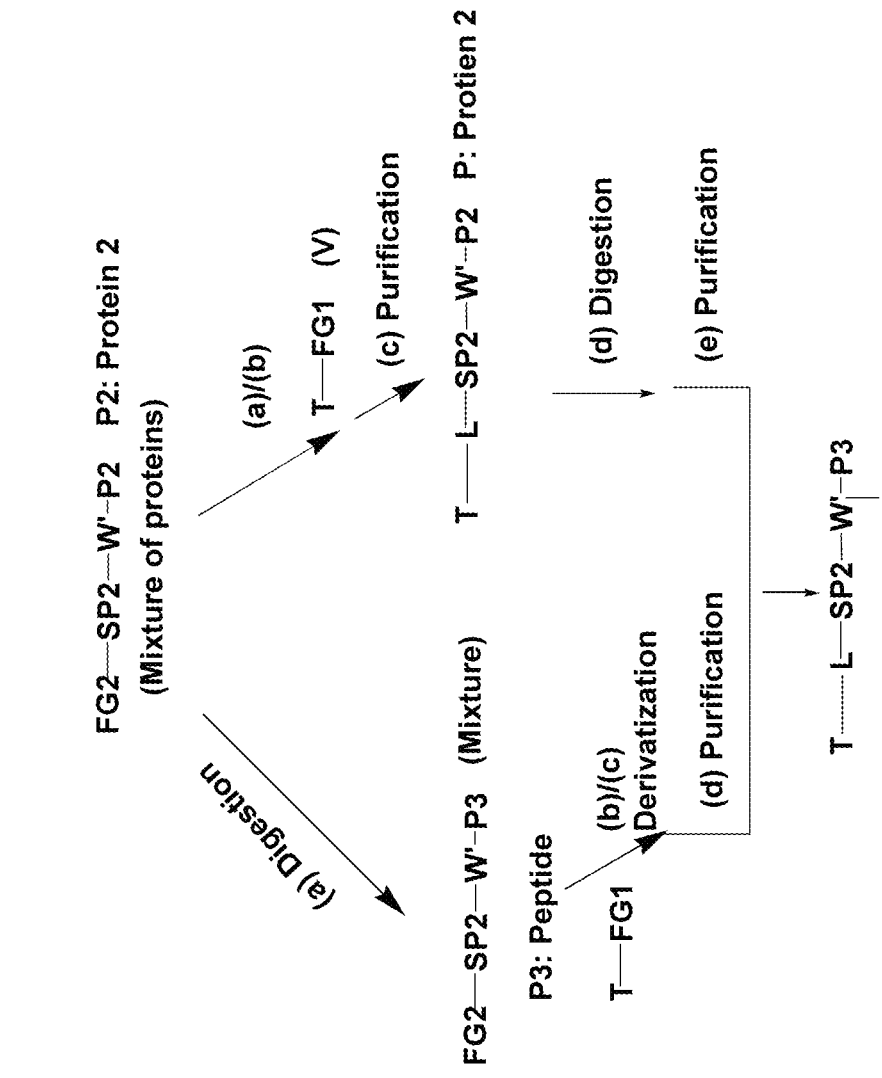 FG2—SP2—W'-P2 P2: Protein 2
(Mixture of proteins)
(a) Digestion
(a)/(b)
T—FG1 (V)
(c) Purification
FG2—SP2—W'-P3 (Mixture)
P3: Peptide
T—FG1
(b)/(c)
Derivatization
(d) Purification
T—L---SP2—W'-P2 P: Protien 2
(d) Digestion
(e) Purification
T---L—SP2—W'-P3